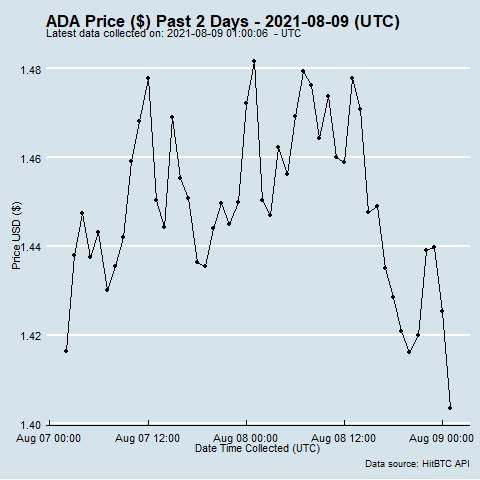 ADA Price ($) Past 2 Days - 2021-08-09 (UTC)
Latest data collected on: 2021-08-09 01:00:06  - UTC
1.48
1.46
1.44
1.42
1.40
Price USD ($)
Aug 07 00:00 Aug 07 12:00 Aug 08 00:00 Aug 08 12:00 Aug 09 00:00
Date Time Collected (UTC)
Data source: HitBTC API